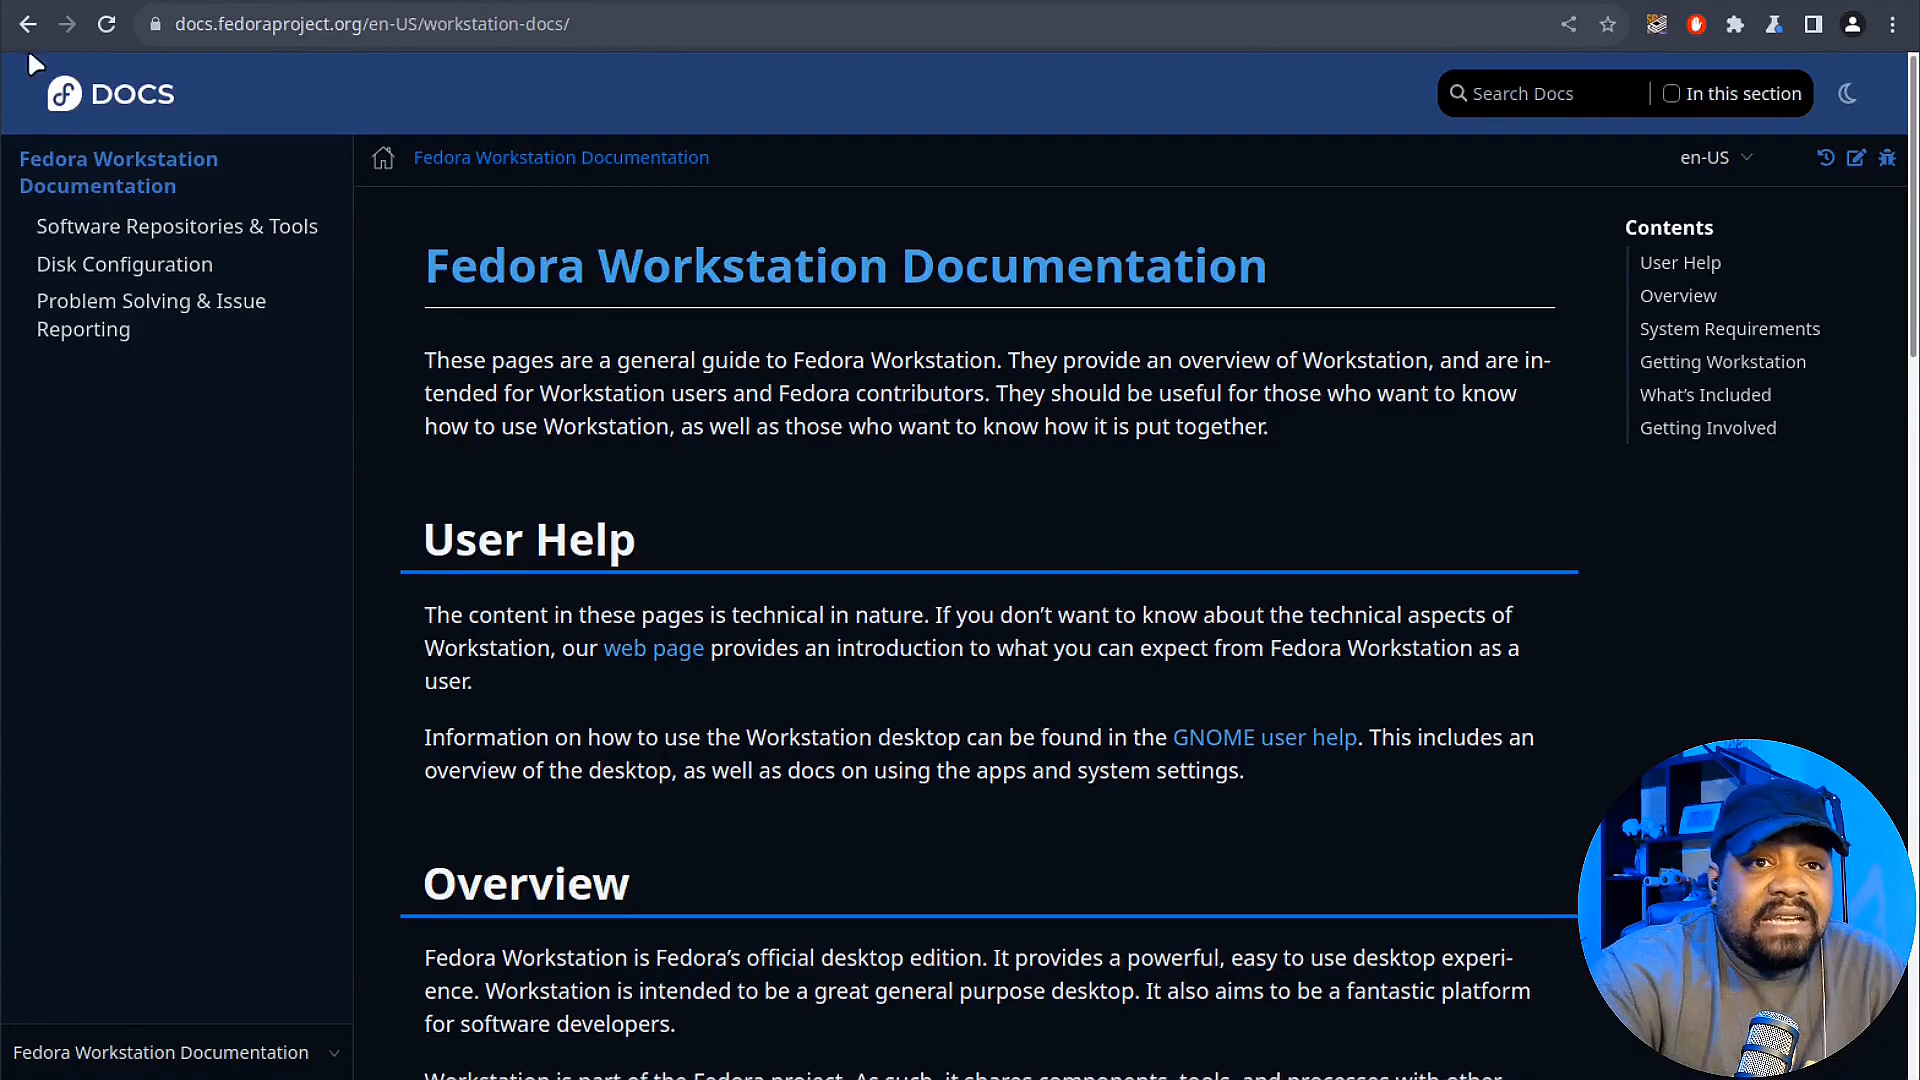 docs.fedoraproject.org/en-US/workstation-docs/
DOCS
Search Docs
In this section
Fedora Workstation
Documentation
Software Repositories & Tools
Disk Configuration
Problem Solving & Issue
Reporting
Fedora Workstation Documentation
en-US
Fedora Workstation Documentation
These pages are a general guide to Fedora Workstation. They provide an overview of Workstation, and are in-
tended for Workstation users and Fedora contributors. They should be useful for those who want to know
how to use Workstation, as well as those who want to know how it is put together.
User Help
The content in these pages is technical in nature. If you don’t want to know about the technical aspects of
Workstation, our web page provides an introduction to what you can expect from Fedora Workstation as a
user.
Information on how to use the Workstation desktop can be found in the GNOME user help. This includes an
overview of the desktop, as well as docs on using the apps and system settings.
Overview
Fedora Workstation is Fedora’s official desktop edition. It provides a powerful, easy to use desktop experi-
ence. Workstation is intended to be a great general purpose desktop. It also aims to be a fantastic platform
for software developers.
Workstation is part of the Fedora project. As such, it shares components, tools, and processes with other
Contents
User Help
Overview
System Requirements
Getting Workstation
What’s Included
Getting Involved
Fedora Workstation Documentation